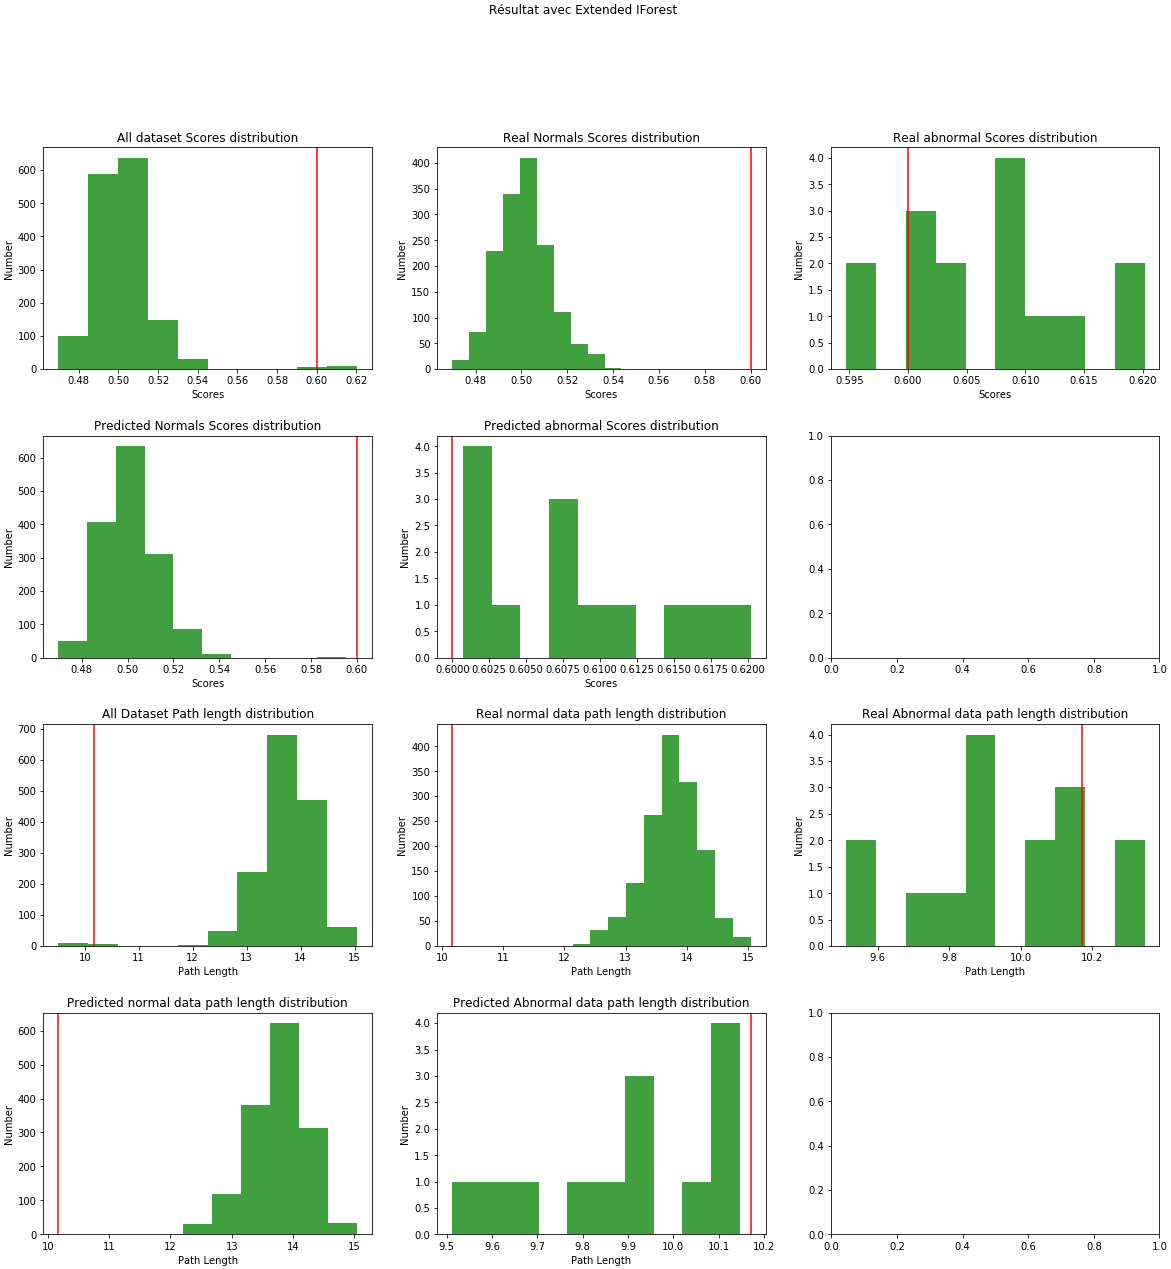 Résultat avec Extended IForest
All dataset Scores distribution
Number
600
500
400
300
200
100
0
0.48 0.50 0.52 0.54 0.56 0.58 0.60 0.62
Scores
Real Normals Scores distribution
Number
400
350
300
250
200
150
100
50
0
0.48 0.50 0.52 0.54 0.56 0.58 0.60
Scores
Real abnormal Scores distribution
Number
4.0
3.5
3.0
2.5
2.0
1.5
1.0
0.5
0.0
0.595 0.600 0.605 0.610 0.615 0.620
Scores
Predicted Normals Scores distribution
Number
600
500
400
300
200
100
0
0.48 0.50 0.52 0.54 0.56 0.58 0.60
Scores
Predicted abnormal Scores distribution
Number
4.0
3.5
3.0
2.5
2.0
1.5
1.0
0.5
0.0
0.6000 0.6025 0.6050 0.6075 0.6100 0.6125 0.6150 0.6175 0.6200
Scores
1.0
0.8
0.6
0.4
0.2
0.0
0.0 0.2 0.4 0.6 0.8 1.0
All Dataset Path length distribution
Number
700
600
500
400
300
200
100
0
10 11 12 13 14 15
Path Length
Real normal data path length distribution
Number
400
350
300
250
200
150
100
50
0
10 11 12 13 14 15
Path Length
Real Abnormal data path length distribution
Number
4.0
3.5
3.0
2.5
2.0
1.5
1.0
0.5
0.0
9.6 9.8 10.0 10.2
Path Length
Predicted normal data path length distribution
Number
600
500
400
300
200
100
0
10 11 12 13 14 15
Path Length
Predicted Abnormal data path length distribution
Number
4.0
3.5
3.0
2.5
2.0
1.5
1.0
0.5
0.0
9.5 9.6 9.7 9.8 9.9 10.0 10.1 10.2
Path Length
1.0
0.8
0.6
0.4
0.2
0.0
0.0 0.2 0.4 0.6 0.8 1.0